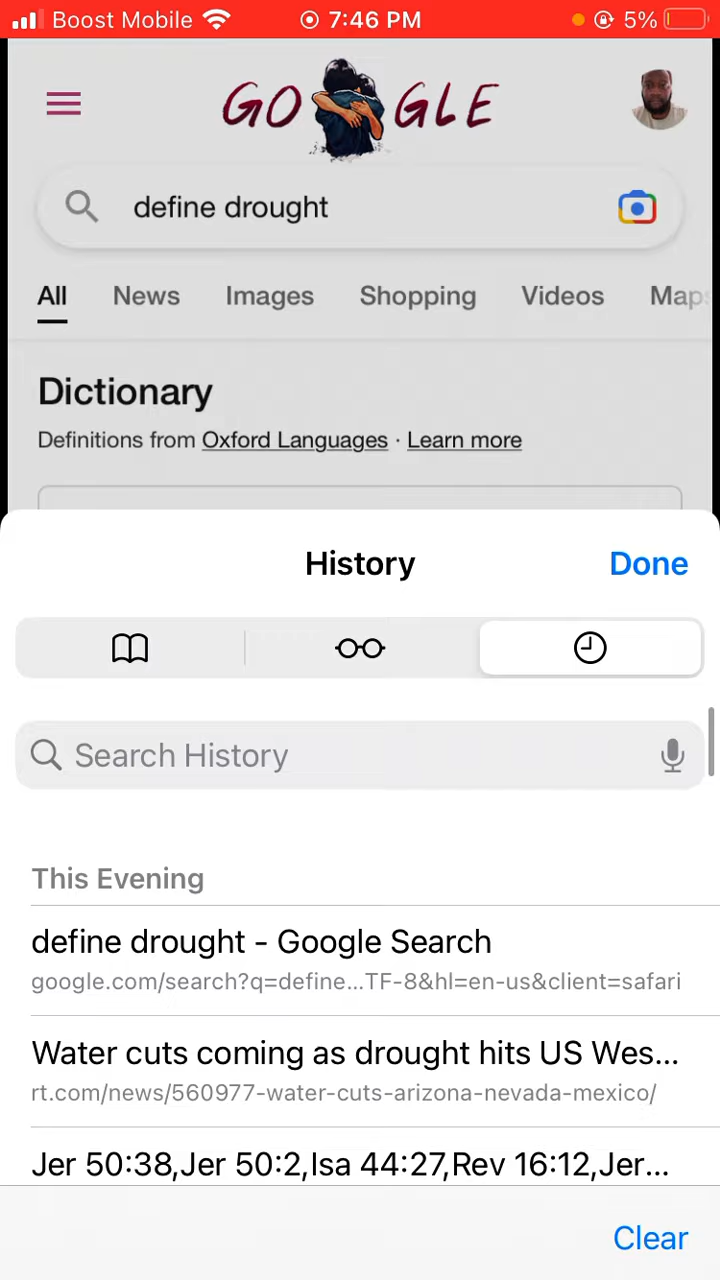 Boost Mobile 7:46 PM 5%
GO GLE
define drought
All News Images Shopping Videos Maps
Dictionary
Definitions from Oxford Languages · Learn more
History Done
Search History
This Evening
define drought - Google Search
google.com/search?q=define...TF-8&hl=en-us&client=safari
Water cuts coming as drought hits US Wes...
rt.com/news/560977-water-cuts-arizona-nevada-mexico/
Jer 50:38,Jer 50:2,Isa 44:27,Rev 16:12,Jer...
Clear